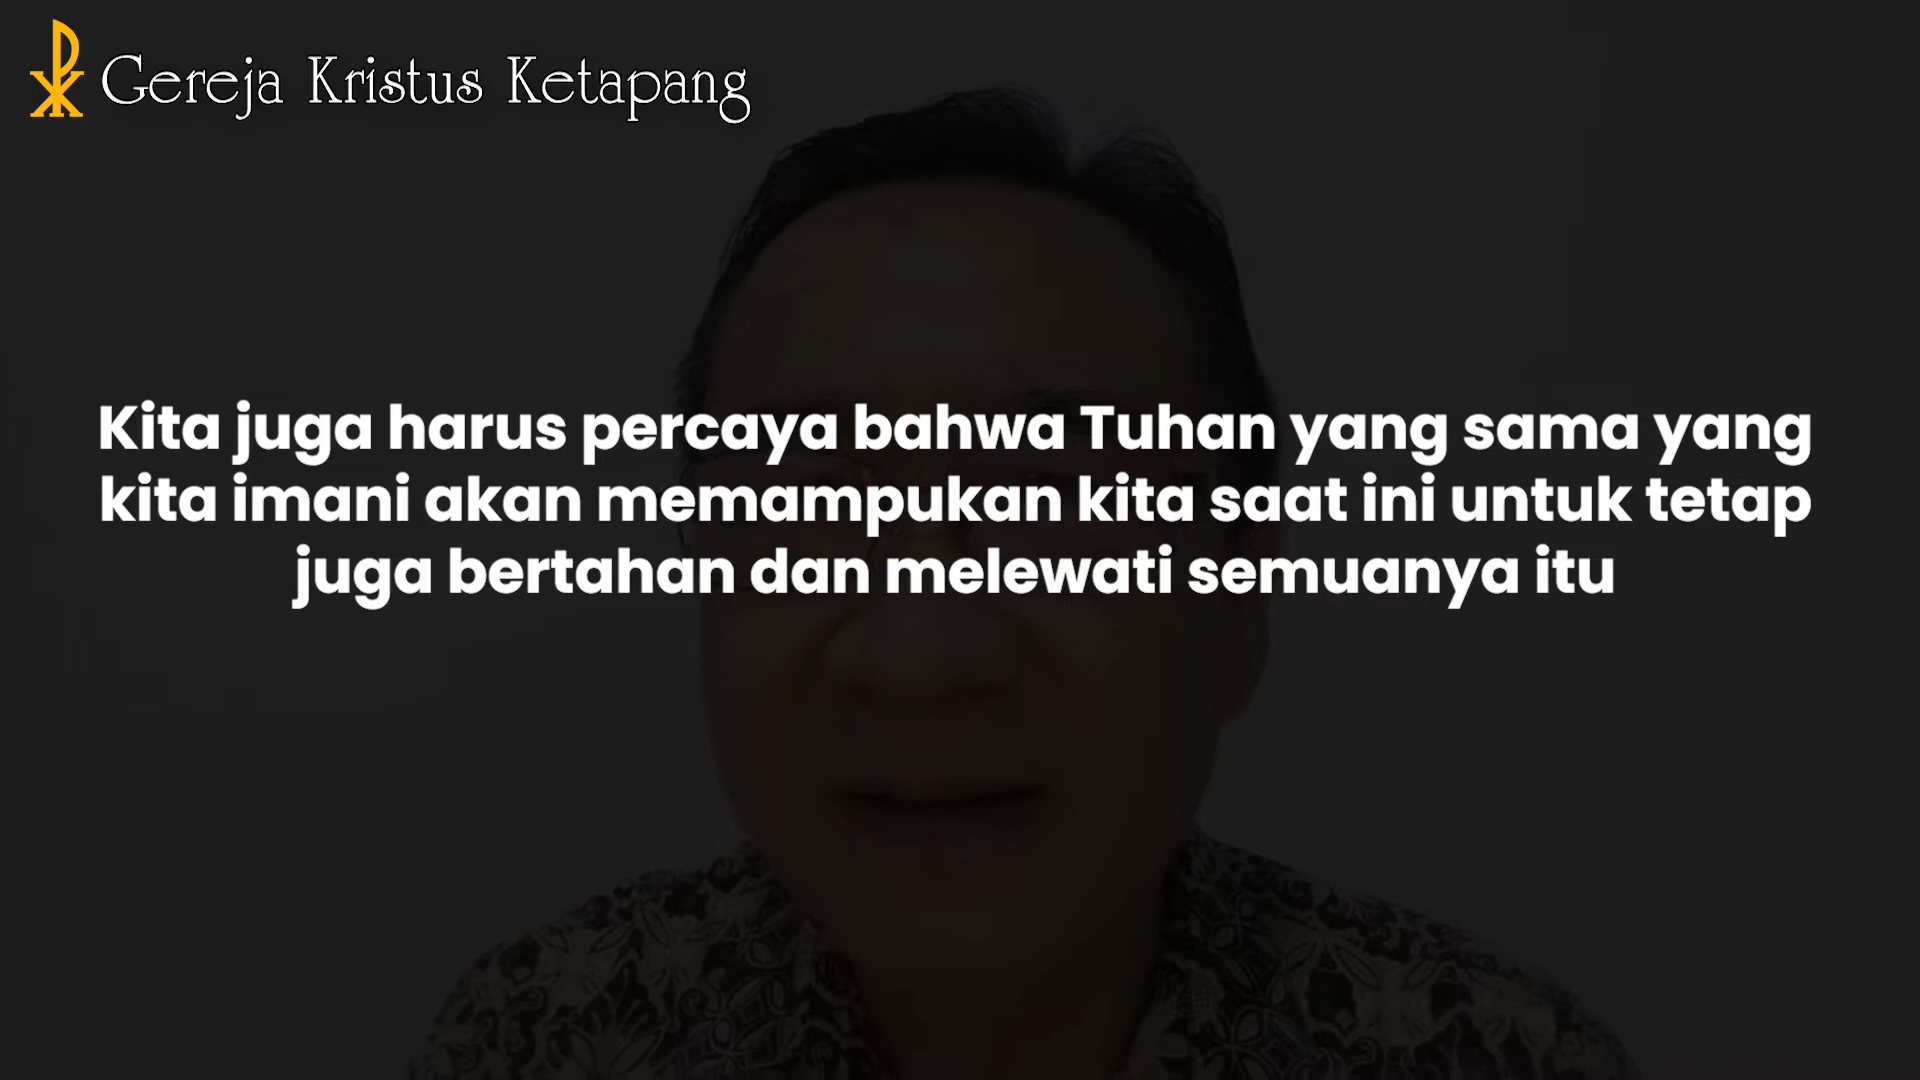 Gereja Kristus Ketapang
Kita juga harus percaya bahwa Tuhan yang sama yang
kita imani akan memampukan kita saat ini untuk tetap
juga bertahan dan melewati semuanya itu